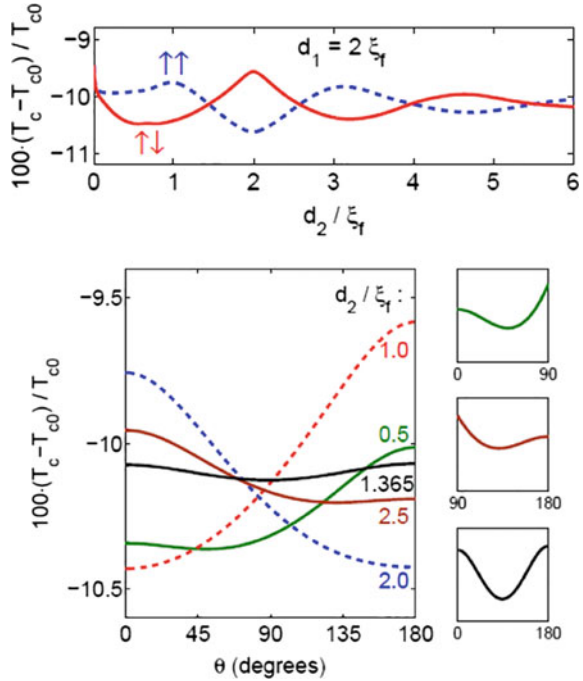 100·(Tc−Tc0) / Tc0
−9
−10
−11
d1 = 2 ξf
↑↑
↑↓
0 1 2 3 4 5 6
d2 / ξf
100·(Tc−Tc0) / Tc0
−9.5
−10
−10.5
d2 / ξf :
1.0
0.5
1.365
2.5
2.0
0 45 90 135 180
θ (degrees)
0 90
90 180
0 180